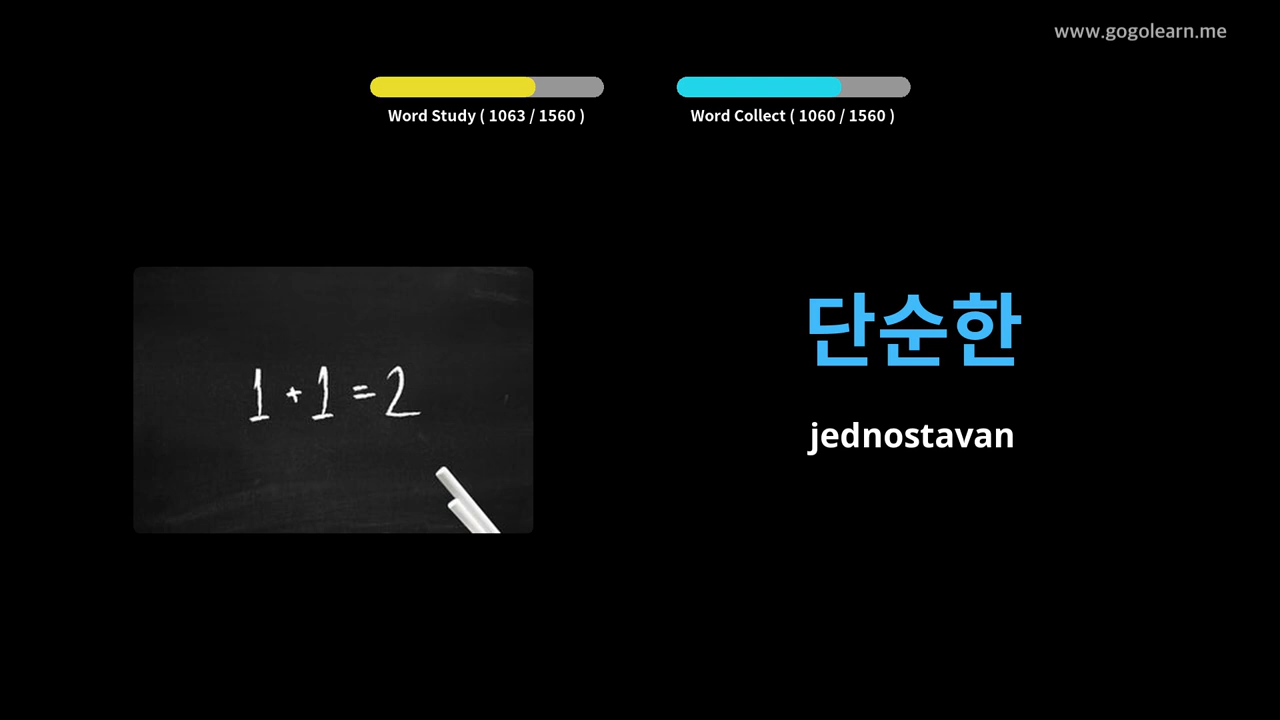 www.gogolearn.me
Word Study ( 1063 / 1560 )
Word Collect ( 1060 / 1560 )
1 + 1 = 2
단순한
jednostavan